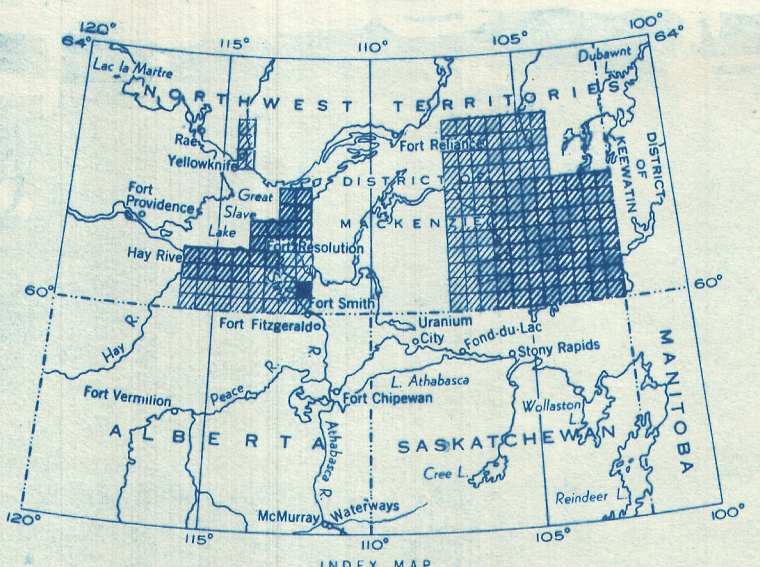 120°
115°
110°
105°
100°
64°
64°
Lac la Martre
Dubawnt
L.
NORTHWEST TERRITORIES
Rae
Fort Reliance
Yellowknife
DISTRICT OF
DISTRICT
OF
KEEWATIN
Great
Fort
Providence
Slave
MACKENZIE
Lake
Fort Resolution
Hay River
60°
60°
Fort Smith
Fort Fitzgerald
Uranium
City
Fond-du-Lac
Stony Rapids
Hay R.
R.
Peace R.
L. Athabasca
MANITOBA
Fort Vermilion
Fort Chipewan
Wollaston
L.
ALBERTA
Athabasca R.
SASKATCHEWAN
Cree L.
Reindeer L.
McMurray
Waterways
120°
115°
110°
105°
100°
INDEX MAP